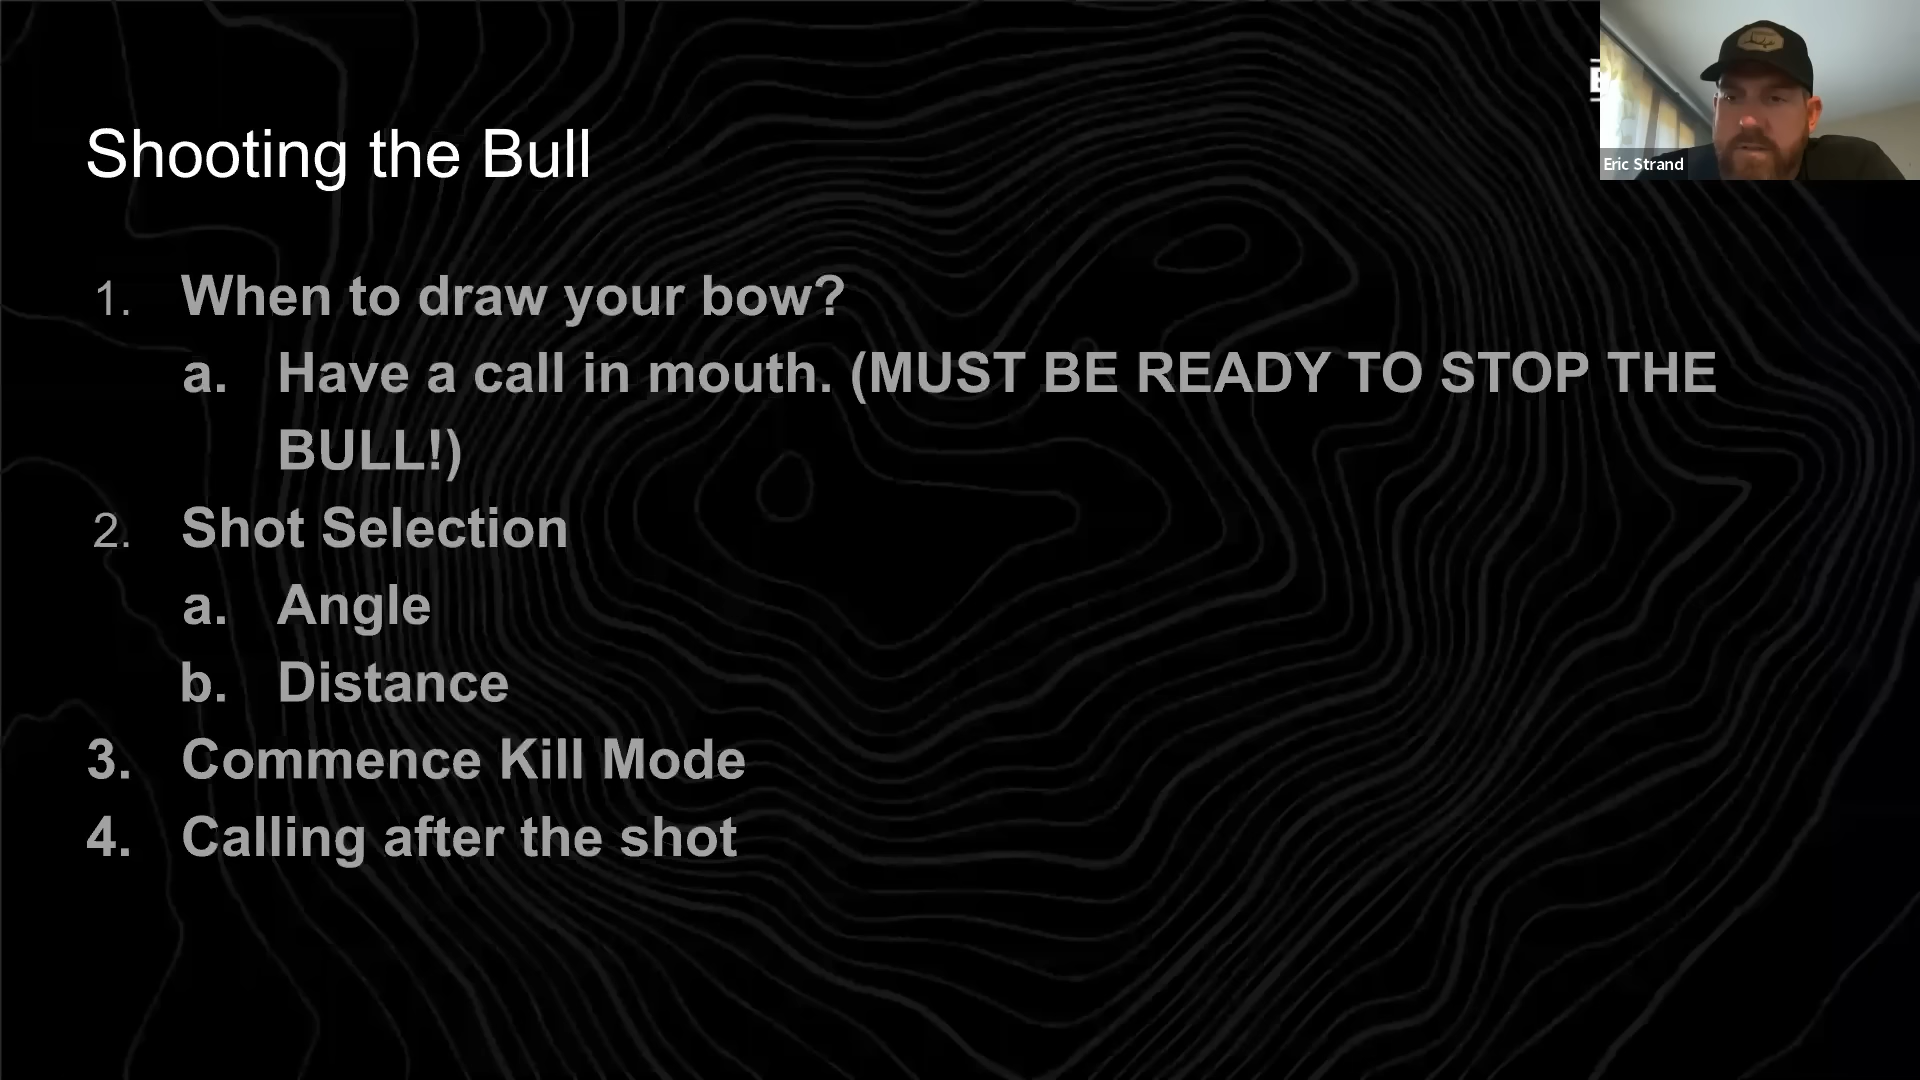 Shooting the Bull
1. When to draw your bow?
a. Have a call in mouth. (MUST BE READY TO STOP THE
BULL!)
2. Shot Selection
a. Angle
b. Distance
3. Commence Kill Mode
4. Calling after the shot
Eric Strand